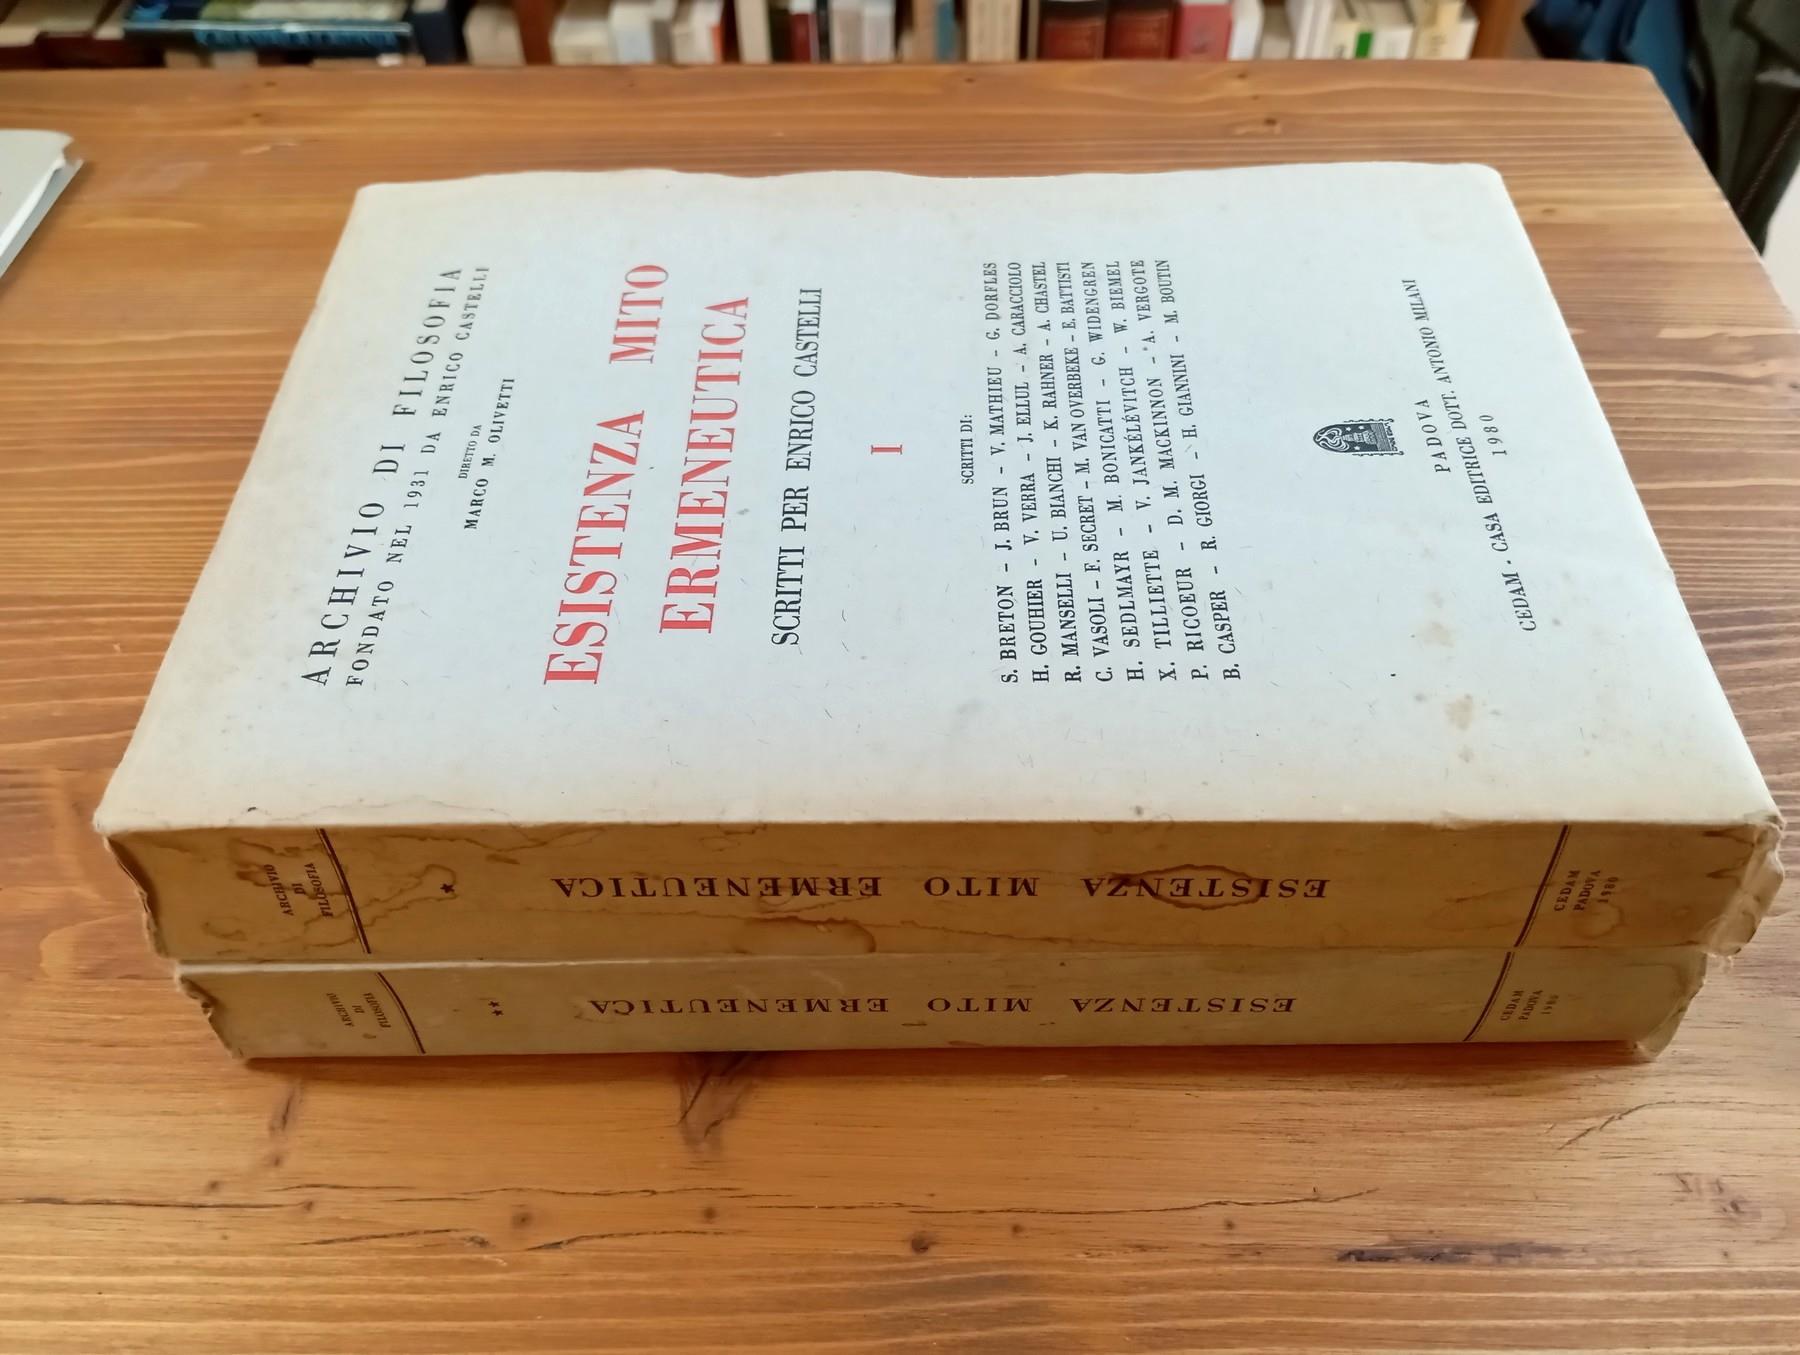 ARCHIVIO DI FILOSOFIA
FONDATO NEL 1931 DA ENRICO CASTELLI
DIRETTO DA
MARCO M. OLIVETTI
ESISTENZA MITO
ERMENEUTICA
SCRITTI PER ENRICO CASTELLI
I
SCRITTI DI:
S. BRETON – J. BRUN – V. MATHIEU – G. DORFLES
H. GOUHIER – V. VERRA – J. ELLUL – A. CARACCIOLO
R. MANSELLI – U. BIANCHI – K. RAHNER – A. CHASTEL
C. VASOLI – F. SECRET – M. VAN OVERBEKE – E. BATTISTI
H. SEDLMAYR – M. BONICATTI – G. WIDENGREN
X. TILLIETTE – V. JANKÉLÉVITCH – W. BIEMEL
P. RICOEUR – D. M. MACKINNON – A. VERGOTE
B. CASPER – R. GIORGI – H. GIANNINI – M. BOUTIN
PADOVA
CEDAM - CASA EDITRICE DOTT. ANTONIO MILANI
1980
ARCHIVIO
DI
FILOSOFIA
★
ESISTENZA MITO ERMENEUTICA
CEDAM
PADOVA
1980
ARCHIVIO
DI
FILOSOFIA
★★
ESISTENZA MITO ERMENEUTICA
CEDAM
PADOVA
1980